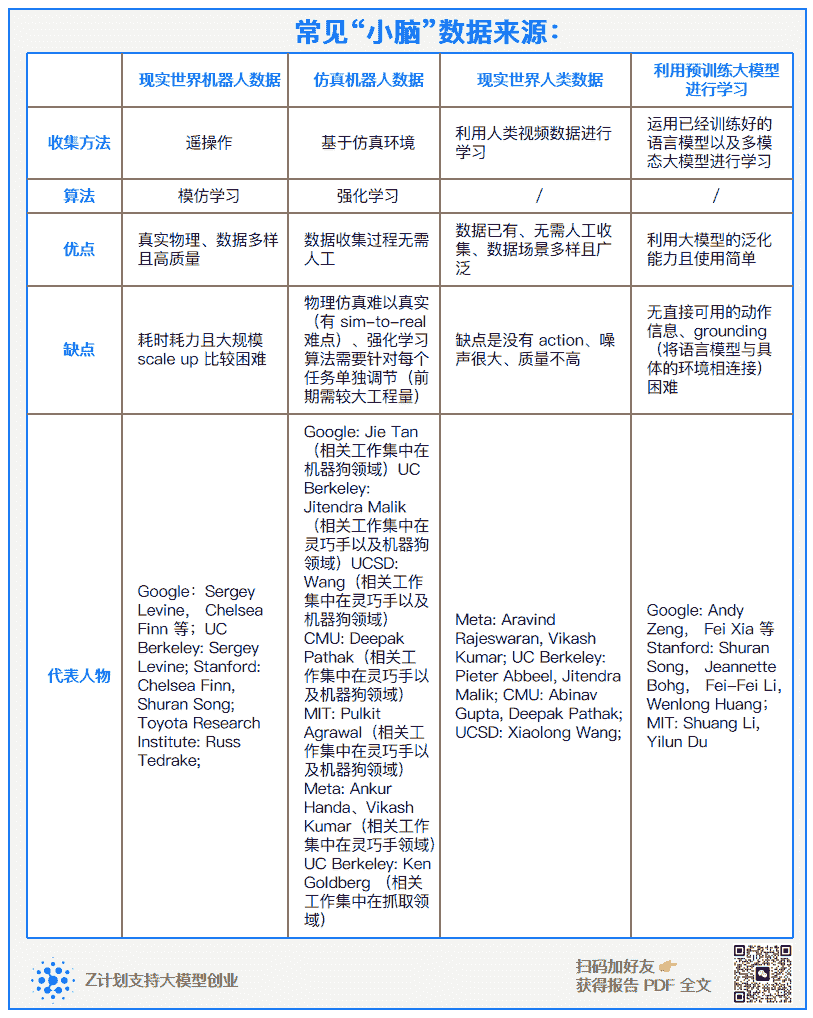 常见“小脑”数据来源：
现实世界机器人数据
仿真机器人数据
现实世界人类数据
利用预训练大模型
进行学习
收集方法
遥操作
基于仿真环境
利用人类视频数据进行
学习
运用已经训练好的
语言模型以及多模
态大模型进行学习
算法
模仿学习
强化学习
/
/
优点
真实物理、数据多样
且高质量
数据收集过程无需
人工
数据已有、无需人工收
集、数据场景多样且广
泛
利用大模型的泛化
能力且使用简单
缺点
耗时耗力且大规模
scale up 比较困难
物理仿真难以真实
（有 sim-to-real
难点）、强化学习
算法需要针对每个
任务单独调节（前
期需较大工程量）
缺点是没有 action、噪
声很大、质量不高
无直接可用的动作
信息、grounding
（将语言模型与具
体的环境相连接）
困难
代表人物
Google：Sergey
Levine， Chelsea
Finn 等；UC
Berkeley: Sergey
Levine; Stanford:
Chelsea Finn,
Shuran Song;
Toyota Research
Institute: Russ
Tedrake;
Google: Jie Tan
（相关工作集中在
机器狗领域）UC
Berkeley:
Jitendra Malik
（相关工作集中在
灵巧手以及机器狗
领域）UCSD:
Wang（相关工作
集中在灵巧手以及
机器狗领域）
CMU: Deepak
Pathak（相关工
作集中在灵巧手以
及机器狗领域）
MIT: Pulkit
Agrawal（相关工
作集中在灵巧手以
及机器狗领域）
Meta: Ankur
Handa、Vikash
Kumar（相关工作
集中在灵巧手领域）
UC Berkeley: Ken
Goldberg （相关
工作集中在抓取领
域）
Meta: Aravind
Rajeswaran, Vikash
Kumar; UC Berkeley:
Pieter Abbeel, Jitendra
Malik; CMU: Abinav
Gupta, Deepak Pathak;
UCSD: Xiaolong Wang;
Google: Andy
Zeng， Fei Xia 等
Stanford: Shuran
Song， Jeannette
Bohg， Fei-Fei Li,
Wenlong Huang；
MIT: Shuang Li,
Yilun Du
Z计划支持大模型创业
扫码加好友
获得报告 PDF 全文